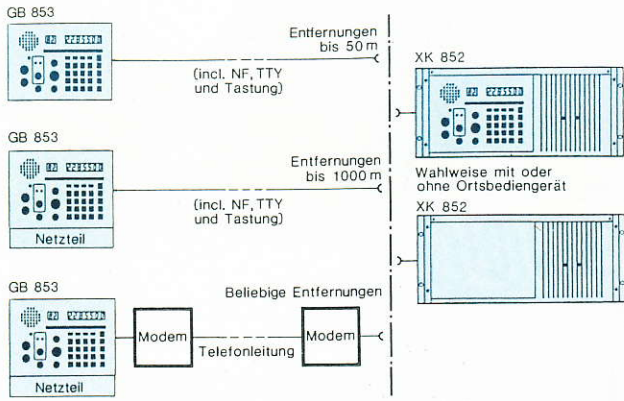 GB 853
Entfernungen
bis 50 m
(incl. NF, TTY
und Tastung)
XK 852
GB 853
Entfernungen
bis 1000 m
(incl. NF, TTY
und Tastung)
Netzteil
Wahlweise mit oder
ohne Ortsbediengerät
XK 852
GB 853
Beliebige Entfernungen
Modem
Telefonleitung
Modem
Netzteil